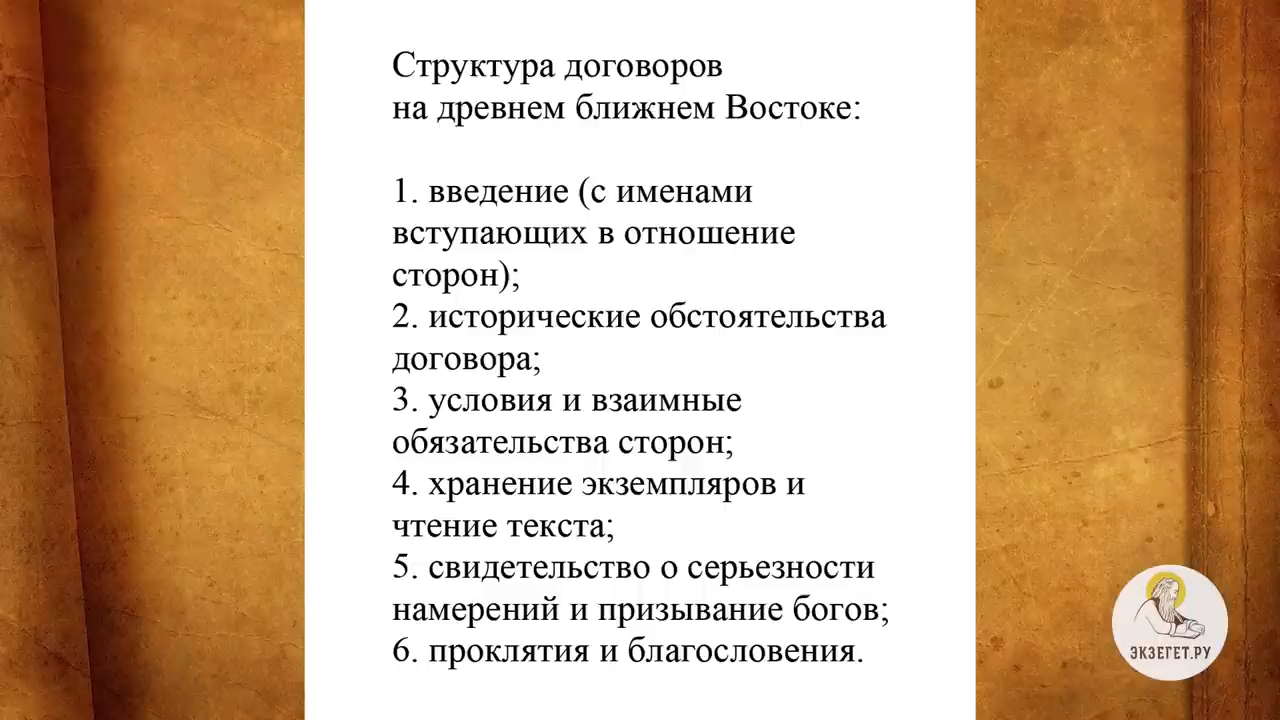 Структура договоров
на древнем ближнем Востоке:
1. введение (с именами
вступающих в отношение
сторон);
2. исторические обстоятельства
договора;
3. условия и взаимные
обязательства сторон;
4. хранение экземпляров и
чтение текста;
5. свидетельство о серьезности
намерений и призывание богов;
6. проклятия и благословения.
ЭКЗЕГЕТ.РУ